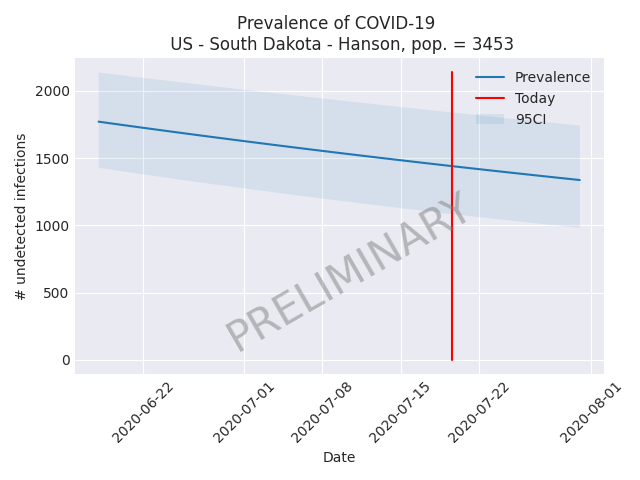 Prevalence of COVID-19
US - South Dakota - Hanson, pop. = 3453
Prevalence
Today
95CI
# undetected infections
2000
1500
1000
500
0
PRELIMINARY
2020-06-22
2020-07-01
2020-07-08
2020-07-15
2020-07-22
2020-08-01
Date